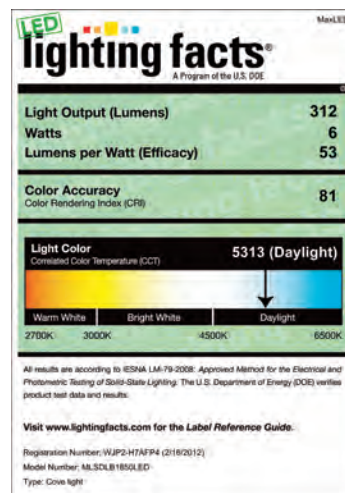 MaxLED
LED
lighting facts®
A Program of the U.S. DOE
Light Output (Lumens) 312
Watts 6
Lumens per Watt (Efficacy) 53
Color Accuracy 81
Color Rendering Index (CRI)
Light Color 5313 (Daylight)
Correlated Color Temperature (CCT)
Warm White Bright White Daylight
2700K 3000K 4500K 6500K
All results are according to IESNA LM-79-2008: Approved Method for the Electrical and
Photometric Testing of Solid-State Lighting. The U.S. Department of Energy (DOE) verifies
product test data and results.
Visit www.lightingfacts.com for the Label Reference Guide.
Registration Number: WJP2-H7AFP4 (2/16/2012)
Model Number: MLSDLB1850LED
Type: Cove light